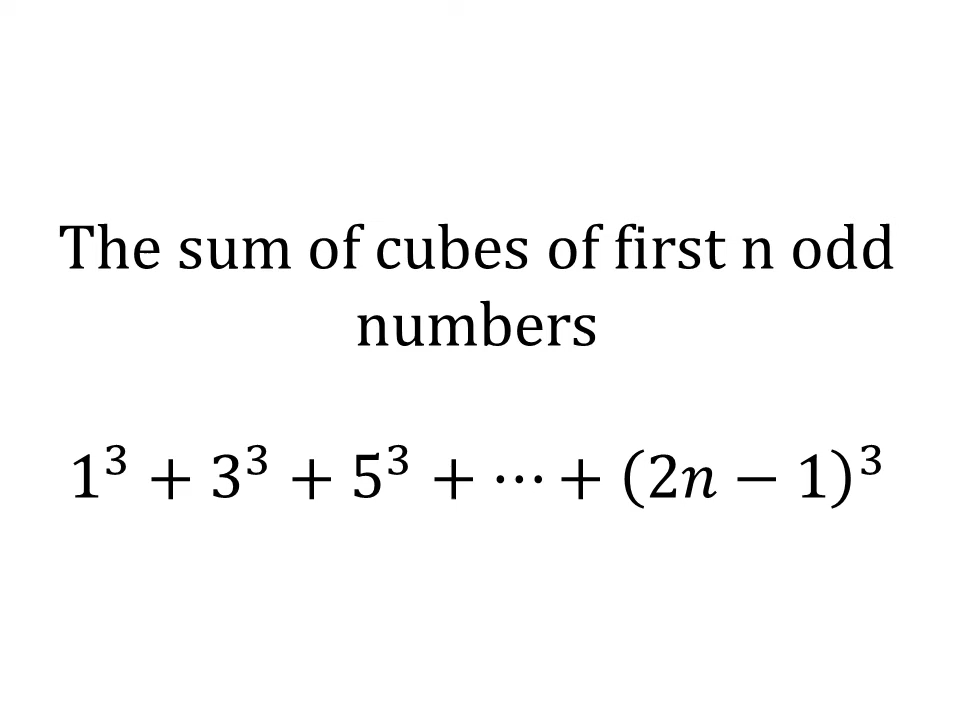 The sum of cubes of first n odd
numbers
1³ + 3³ + 5³ + ⋯ + (2n − 1)³